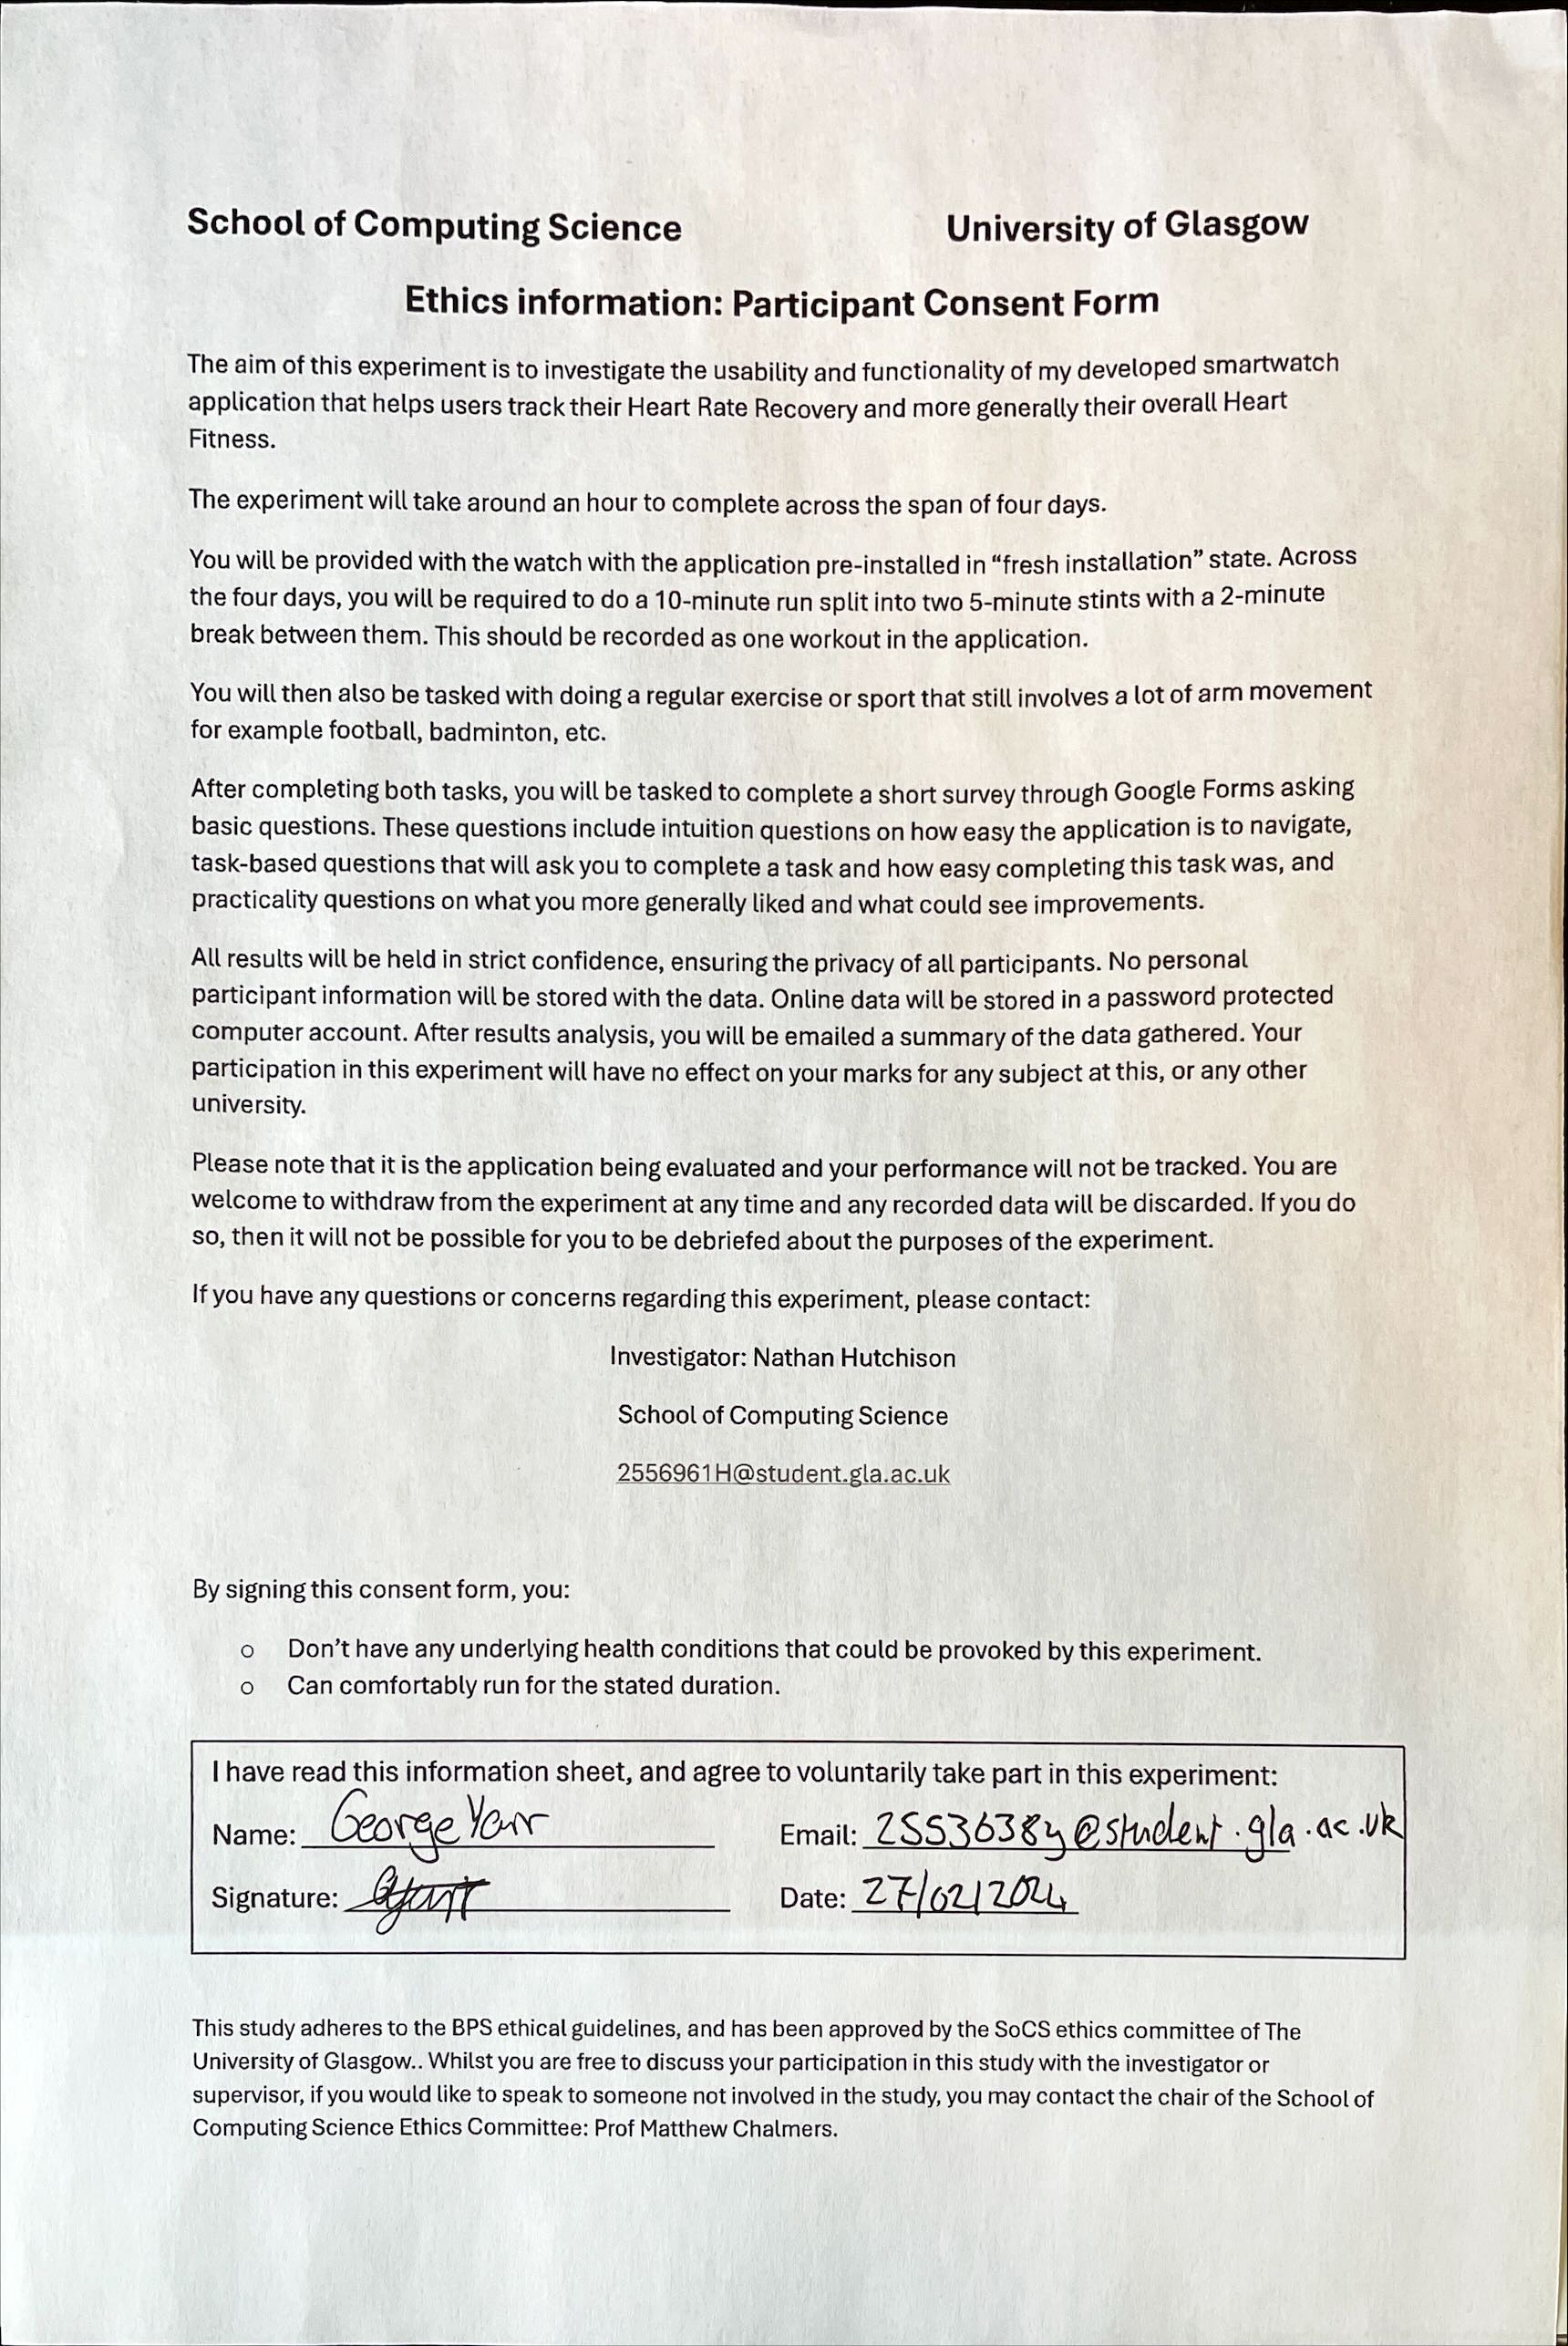 School of Computing Science University of Glasgow
Ethics information: Participant Consent Form
The aim of this experiment is to investigate the usability and functionality of my developed smartwatch
application that helps users track their Heart Rate Recovery and more generally their overall Heart
Fitness.
The experiment will take around an hour to complete across the span of four days.
You will be provided with the watch with the application pre-installed in “fresh installation” state. Across
the four days, you will be required to do a 10-minute run split into two 5-minute stints with a 2-minute
break between them. This should be recorded as one workout in the application.
You will then also be tasked with doing a regular exercise or sport that still involves a lot of arm movement
for example football, badminton, etc.
After completing both tasks, you will be tasked to complete a short survey through Google Forms asking
basic questions. These questions include intuition questions on how easy the application is to navigate,
task-based questions that will ask you to complete a task and how easy completing this task was, and
practicality questions on what you more generally liked and what could see improvements.
All results will be held in strict confidence, ensuring the privacy of all participants. No personal
participant information will be stored with the data. Online data will be stored in a password protected
computer account. After results analysis, you will be emailed a summary of the data gathered. Your
participation in this experiment will have no effect on your marks for any subject at this, or any other
university.
Please note that it is the application being evaluated and your performance will not be tracked. You are
welcome to withdraw from the experiment at any time and any recorded data will be discarded. If you do
so, then it will not be possible for you to be debriefed about the purposes of the experiment.
If you have any questions or concerns regarding this experiment, please contact:
Investigator: Nathan Hutchison
School of Computing Science
2556961H@student.gla.ac.uk
By signing this consent form, you:
o Don’t have any underlying health conditions that could be provoked by this experiment.
o Can comfortably run for the stated duration.
I have read this information sheet, and agree to voluntarily take part in this experiment:
Name: George Yarr Email: 2553638y@student.gla.ac.uk
Signature: Date: 27/02/2024
This study adheres to the BPS ethical guidelines, and has been approved by the SoCS ethics committee of The
University of Glasgow.. Whilst you are free to discuss your participation in this study with the investigator or
supervisor, if you would like to speak to someone not involved in the study, you may contact the chair of the School of
Computing Science Ethics Committee: Prof Matthew Chalmers.